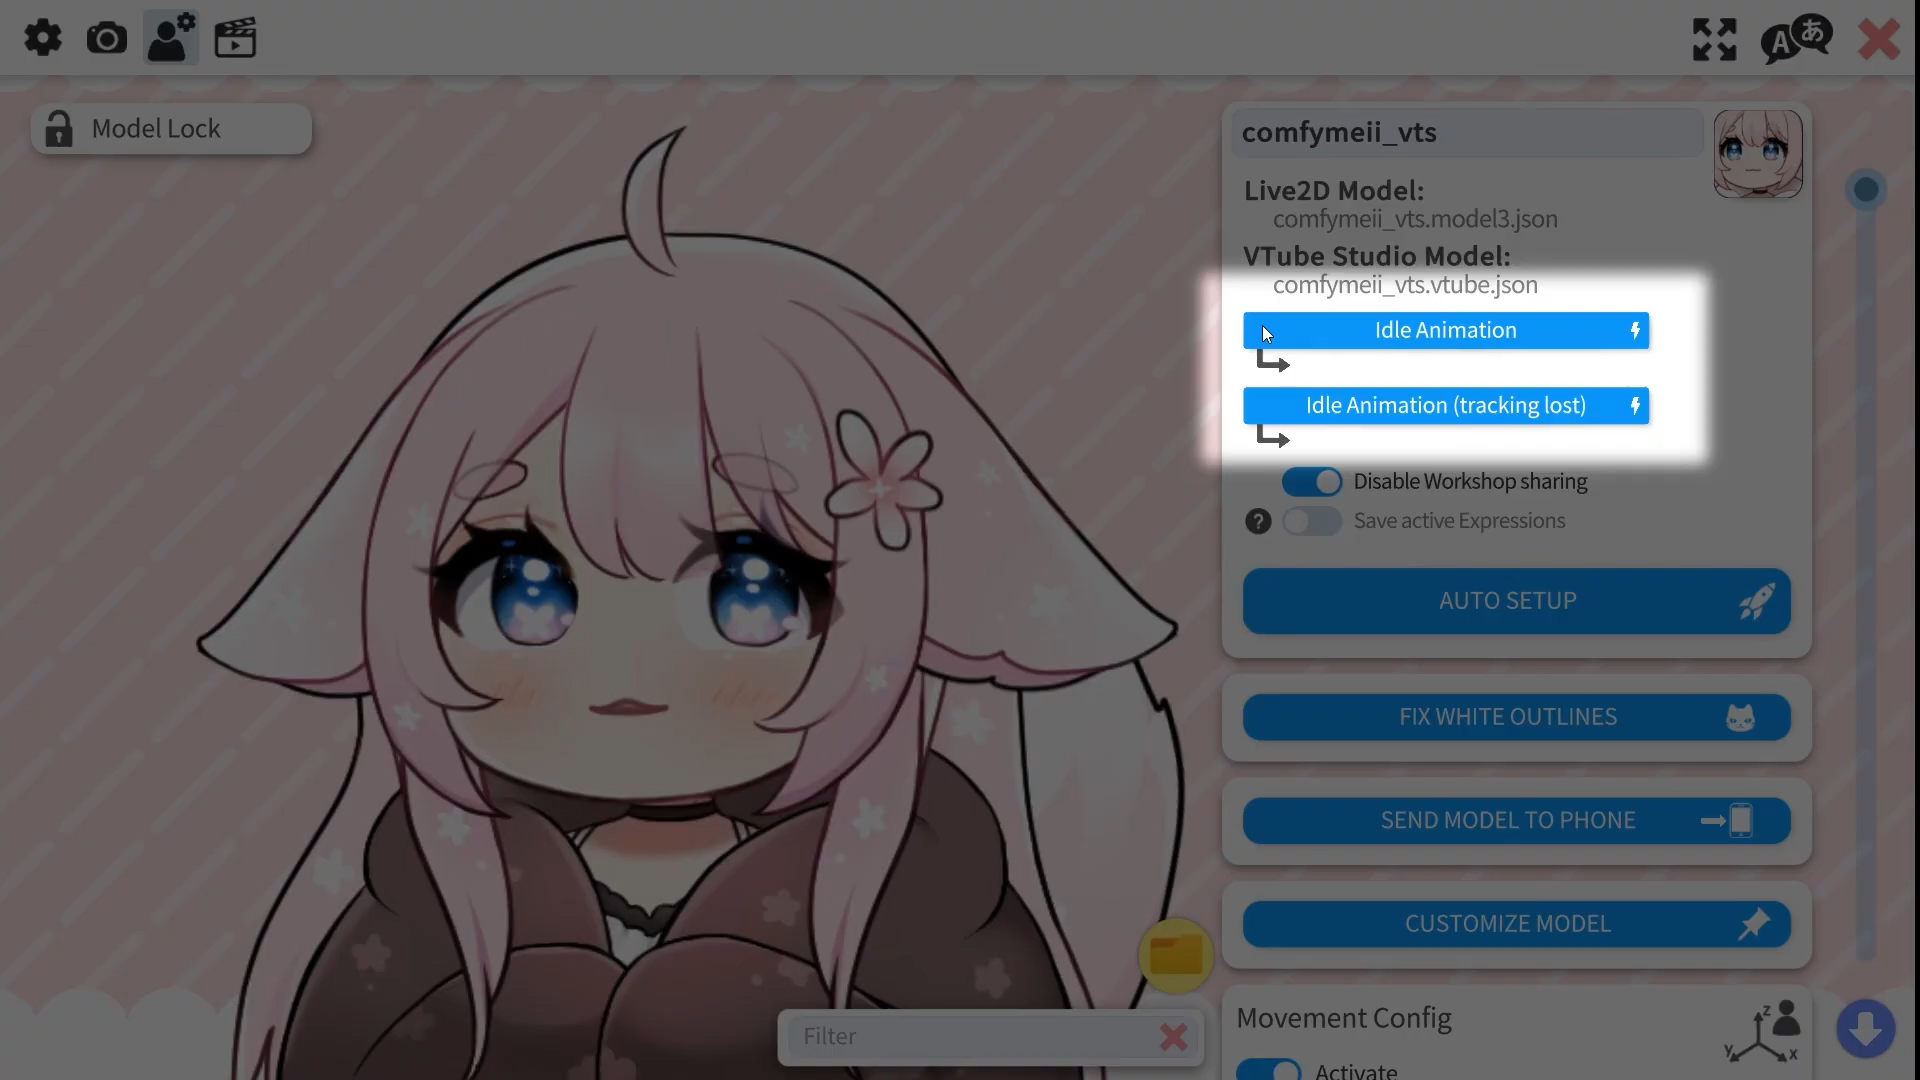 A あ
Model Lock
comfymeii_vts
Live2D Model:
comfymeii_vts.model3.json
VTube Studio Model:
comfymeii_vts.vtube.json
Idle Animation
Idle Animation (tracking lost)
Disable Workshop sharing
? Save active Expressions
AUTO SETUP
FIX WHITE OUTLINES
SEND MODEL TO PHONE
CUSTOMIZE MODEL
Filter
Movement Config
Z
Y X
Activate